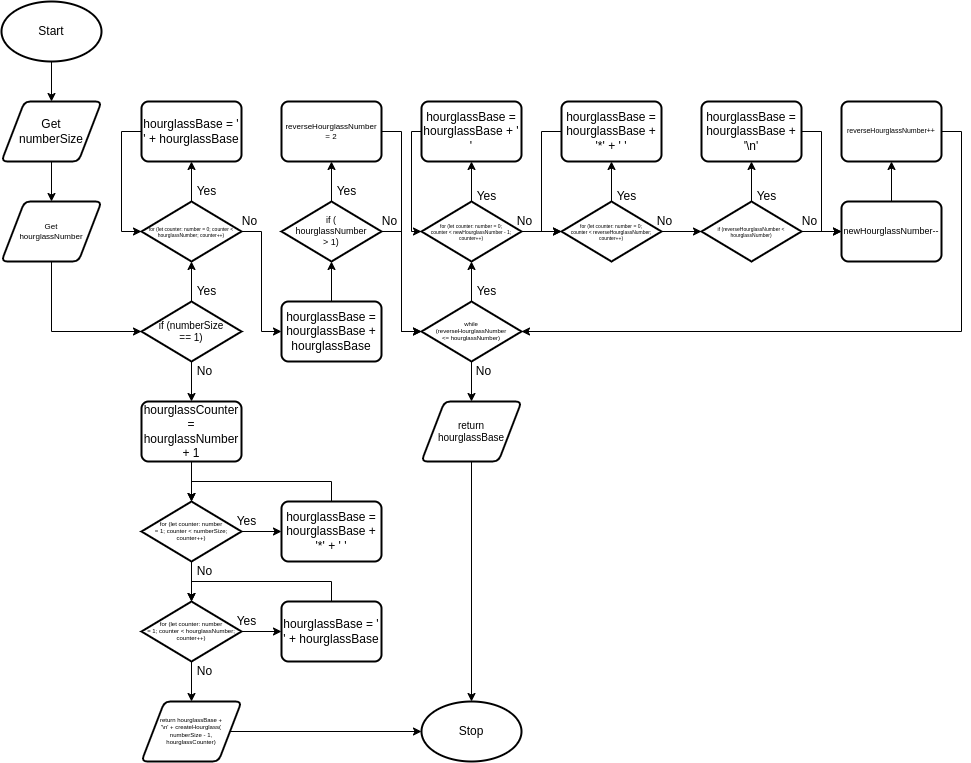 Start
Get
numberSize
Get
hourglassNumber
hourglassBase = '
' + hourglassBase
Yes
for (let counter: number = 0; counter <
hourglassNumber; counter++)
No
Yes
if (numberSize
== 1)
No
hourglassCounter
=
hourglassNumber
+ 1
for (let counter: number
= 1; counter < numberSize;
counter++)
Yes
hourglassBase =
hourglassBase +
'*' + ' '
No
for (let counter: number
= 1; counter < hourglassNumber;
counter++)
Yes
hourglassBase = '
' + hourglassBase
No
return hourglassBase +
'\n' + createHourglass(
numberSize - 1,
hourglassCounter)
hourglassBase =
hourglassBase +
hourglassBase
if (
hourglassNumber
> 1)
Yes
No
reverseHourglassNumber
= 2
while
(reverseHourglassNumber
<= hourglassNumber)
Yes
No
for (let counter: number = 0;
counter < newHourglassNumber - 1;
counter++)
Yes
No
hourglassBase =
hourglassBase + '
'
for (let counter: number = 0;
counter < reverseHourglassNumber;
counter++)
Yes
No
hourglassBase =
hourglassBase +
'*' + ' '
if (reverseHourglassNumber <
hourglassNumber)
Yes
No
hourglassBase =
hourglassBase +
'\n'
newHourglassNumber--
reverseHourglassNumber++
return
hourglassBase
Stop